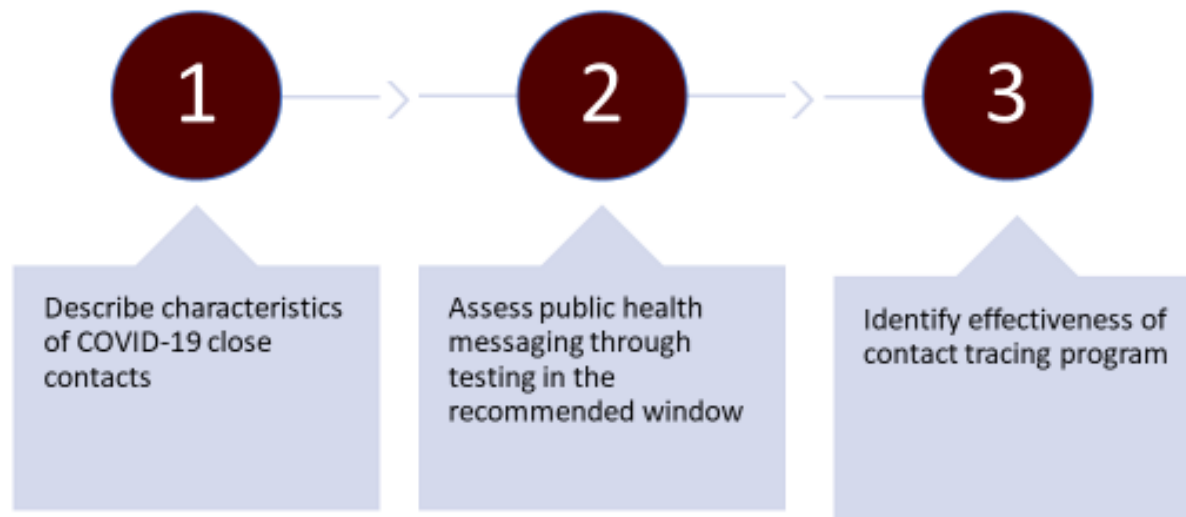 1
2
3
Describe characteristics
of COVID-19 close
contacts
Assess public health
messaging through
testing in the
recommended window
Identify effectiveness of
contact tracing program